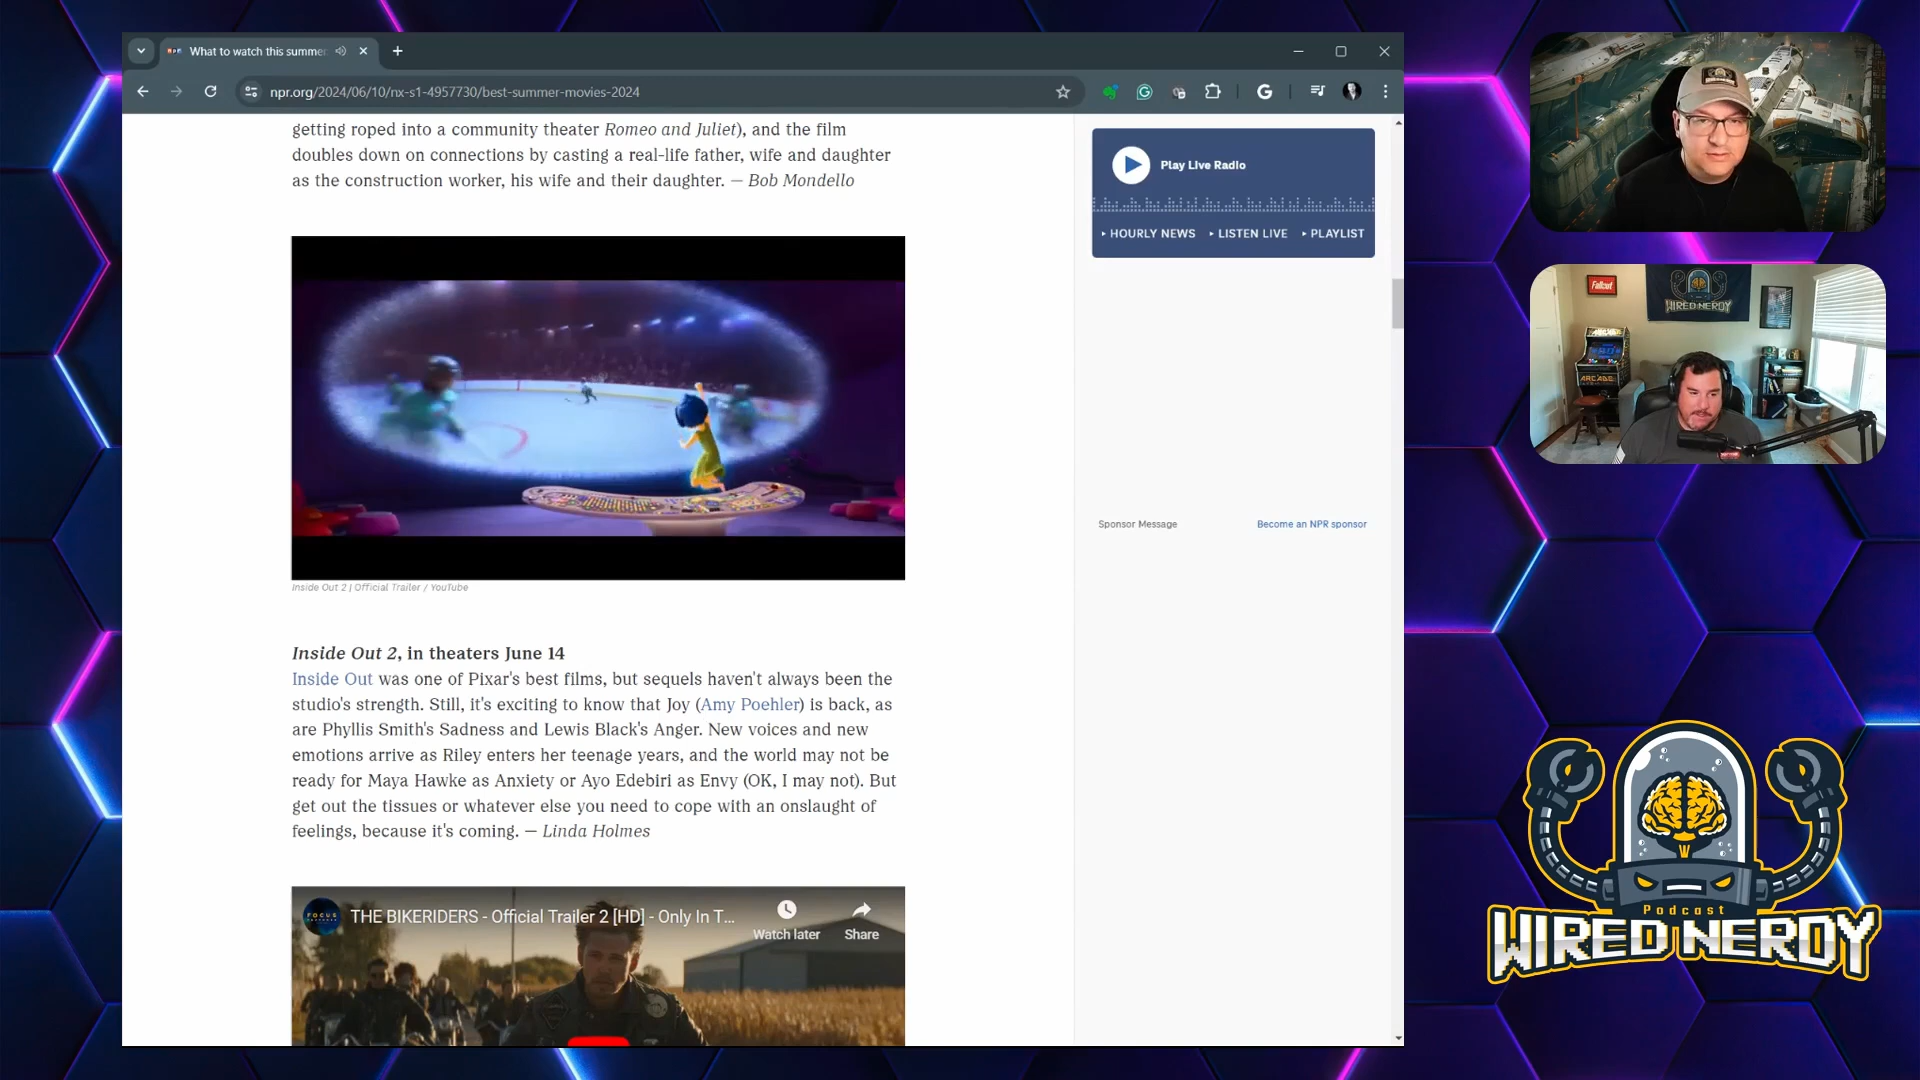 What to watch this summe
npr.org/2024/06/10/nx-s1-4957730/best-summer-movies-2024
getting roped into a community theater Romeo and Juliet), and the film
doubles down on connections by casting a real-life father, wife and daughter
as the construction worker, his wife and their daughter. — Bob Mondello
Inside Out 2 | Official Trailer / YouTube
Inside Out 2, in theaters June 14
Inside Out was one of Pixar's best films, but sequels haven't always been the
studio's strength. Still, it's exciting to know that Joy (Amy Poehler) is back, as
are Phyllis Smith's Sadness and Lewis Black's Anger. New voices and new
emotions arrive as Riley enters her teenage years, and the world may not be
ready for Maya Hawke as Anxiety or Ayo Edebiri as Envy (OK, I may not). But
get out the tissues or whatever else you need to cope with an onslaught of
feelings, because it's coming. — Linda Holmes
FOCUS
THE BIKERIDERS - Official Trailer 2 [HD] - Only In T...
Watch later
Share
Play Live Radio
HOURLY NEWS
LISTEN LIVE
PLAYLIST
Sponsor Message
Become an NPR sponsor
Fallout
WIRED NERDY
ARCADE
Podcast
WIRED NERDY